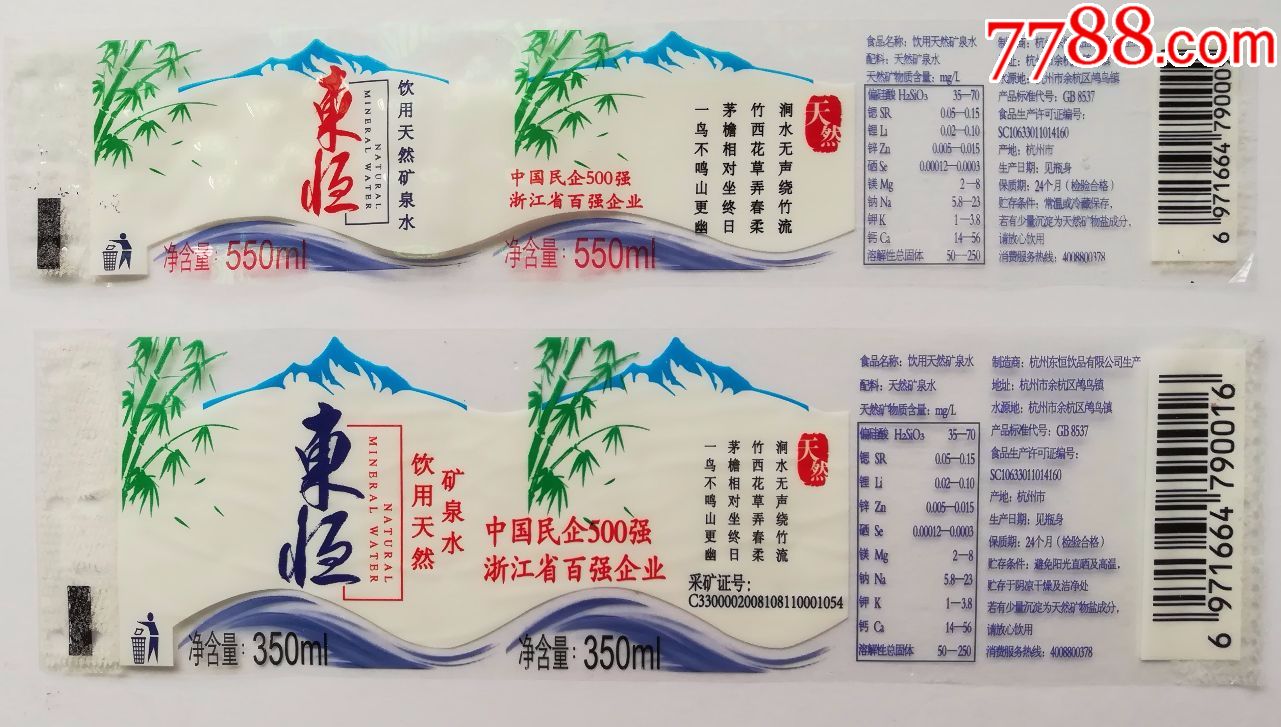 7788.com
東恒
NATURAL
MINERAL WATER
饮用天然矿泉水
净含量：550ml
中国民企500强
浙江省百强企业
净含量：550ml
天然
涧水无声绕竹流
竹西花草弄春柔
茅檐相对坐终日
一鸟不鸣山更幽
食品名称：饮用天然矿泉水
配料：天然矿泉水
天然矿物质含量：mg/L
偏硅酸 H₂SiO₃ 35—70
锶 SR 0.05—0.15
锂 Li 0.02—0.10
锌 Zn 0.005—0.015
硒 Se 0.00012—0.0003
镁 Mg 2—8
钠 Na 5.8—23
钾 K 1—3.8
钙 Ca 14—56
溶解性总固体 50—250
制造商：杭州
址：杭州市余杭区
水源地：杭州市余杭区鸬鸟镇
产品标准代号：GB 8537
食品生产许可证编号：
SC10633011014160
产地：杭州市
生产日期：见瓶身
保质期：24个月（检验合格）
贮存条件：常温或冷藏保存，
若有少量沉淀为天然矿物盐成分，
请放心饮用
消费服务热线：4008800378
6 971664 79000
東恒
NATURAL
MINERAL WATER
饮用天然
矿泉水
净含量：350ml
中国民企500强
浙江省百强企业
净含量：350ml
天然
涧水无声绕竹流
竹西花草弄春柔
茅檐相对坐终日
一鸟不鸣山更幽
采矿证号：
C3300002008108110001054
食品名称：饮用天然矿泉水
配料：天然矿泉水
天然矿物质含量：mg/L
偏硅酸 H₂SiO₃ 35—70
锶 SR 0.05—0.15
锂 Li 0.02—0.10
锌 Zn 0.005—0.015
硒 Se 0.00012—0.0003
镁 Mg 2—8
钠 Na 5.8—23
钾 K 1—3.8
钙 Ca 14—56
溶解性总固体 50—250
制造商：杭州东恒饮品有限公司生产
地址：杭州市余杭区鸬鸟镇
水源地：杭州市余杭区鸬鸟镇
产品标准代号：GB 8537
食品生产许可证编号：
SC10633011014160
产地：杭州市
生产日期：见瓶身
保质期：24个月（检验合格）
贮存条件：避免阳光直晒及高温，
贮存于阴凉干燥及洁净处
若有少量沉淀为天然矿物盐成分，
请放心饮用
消费服务热线：4008800378
6 971664 790016